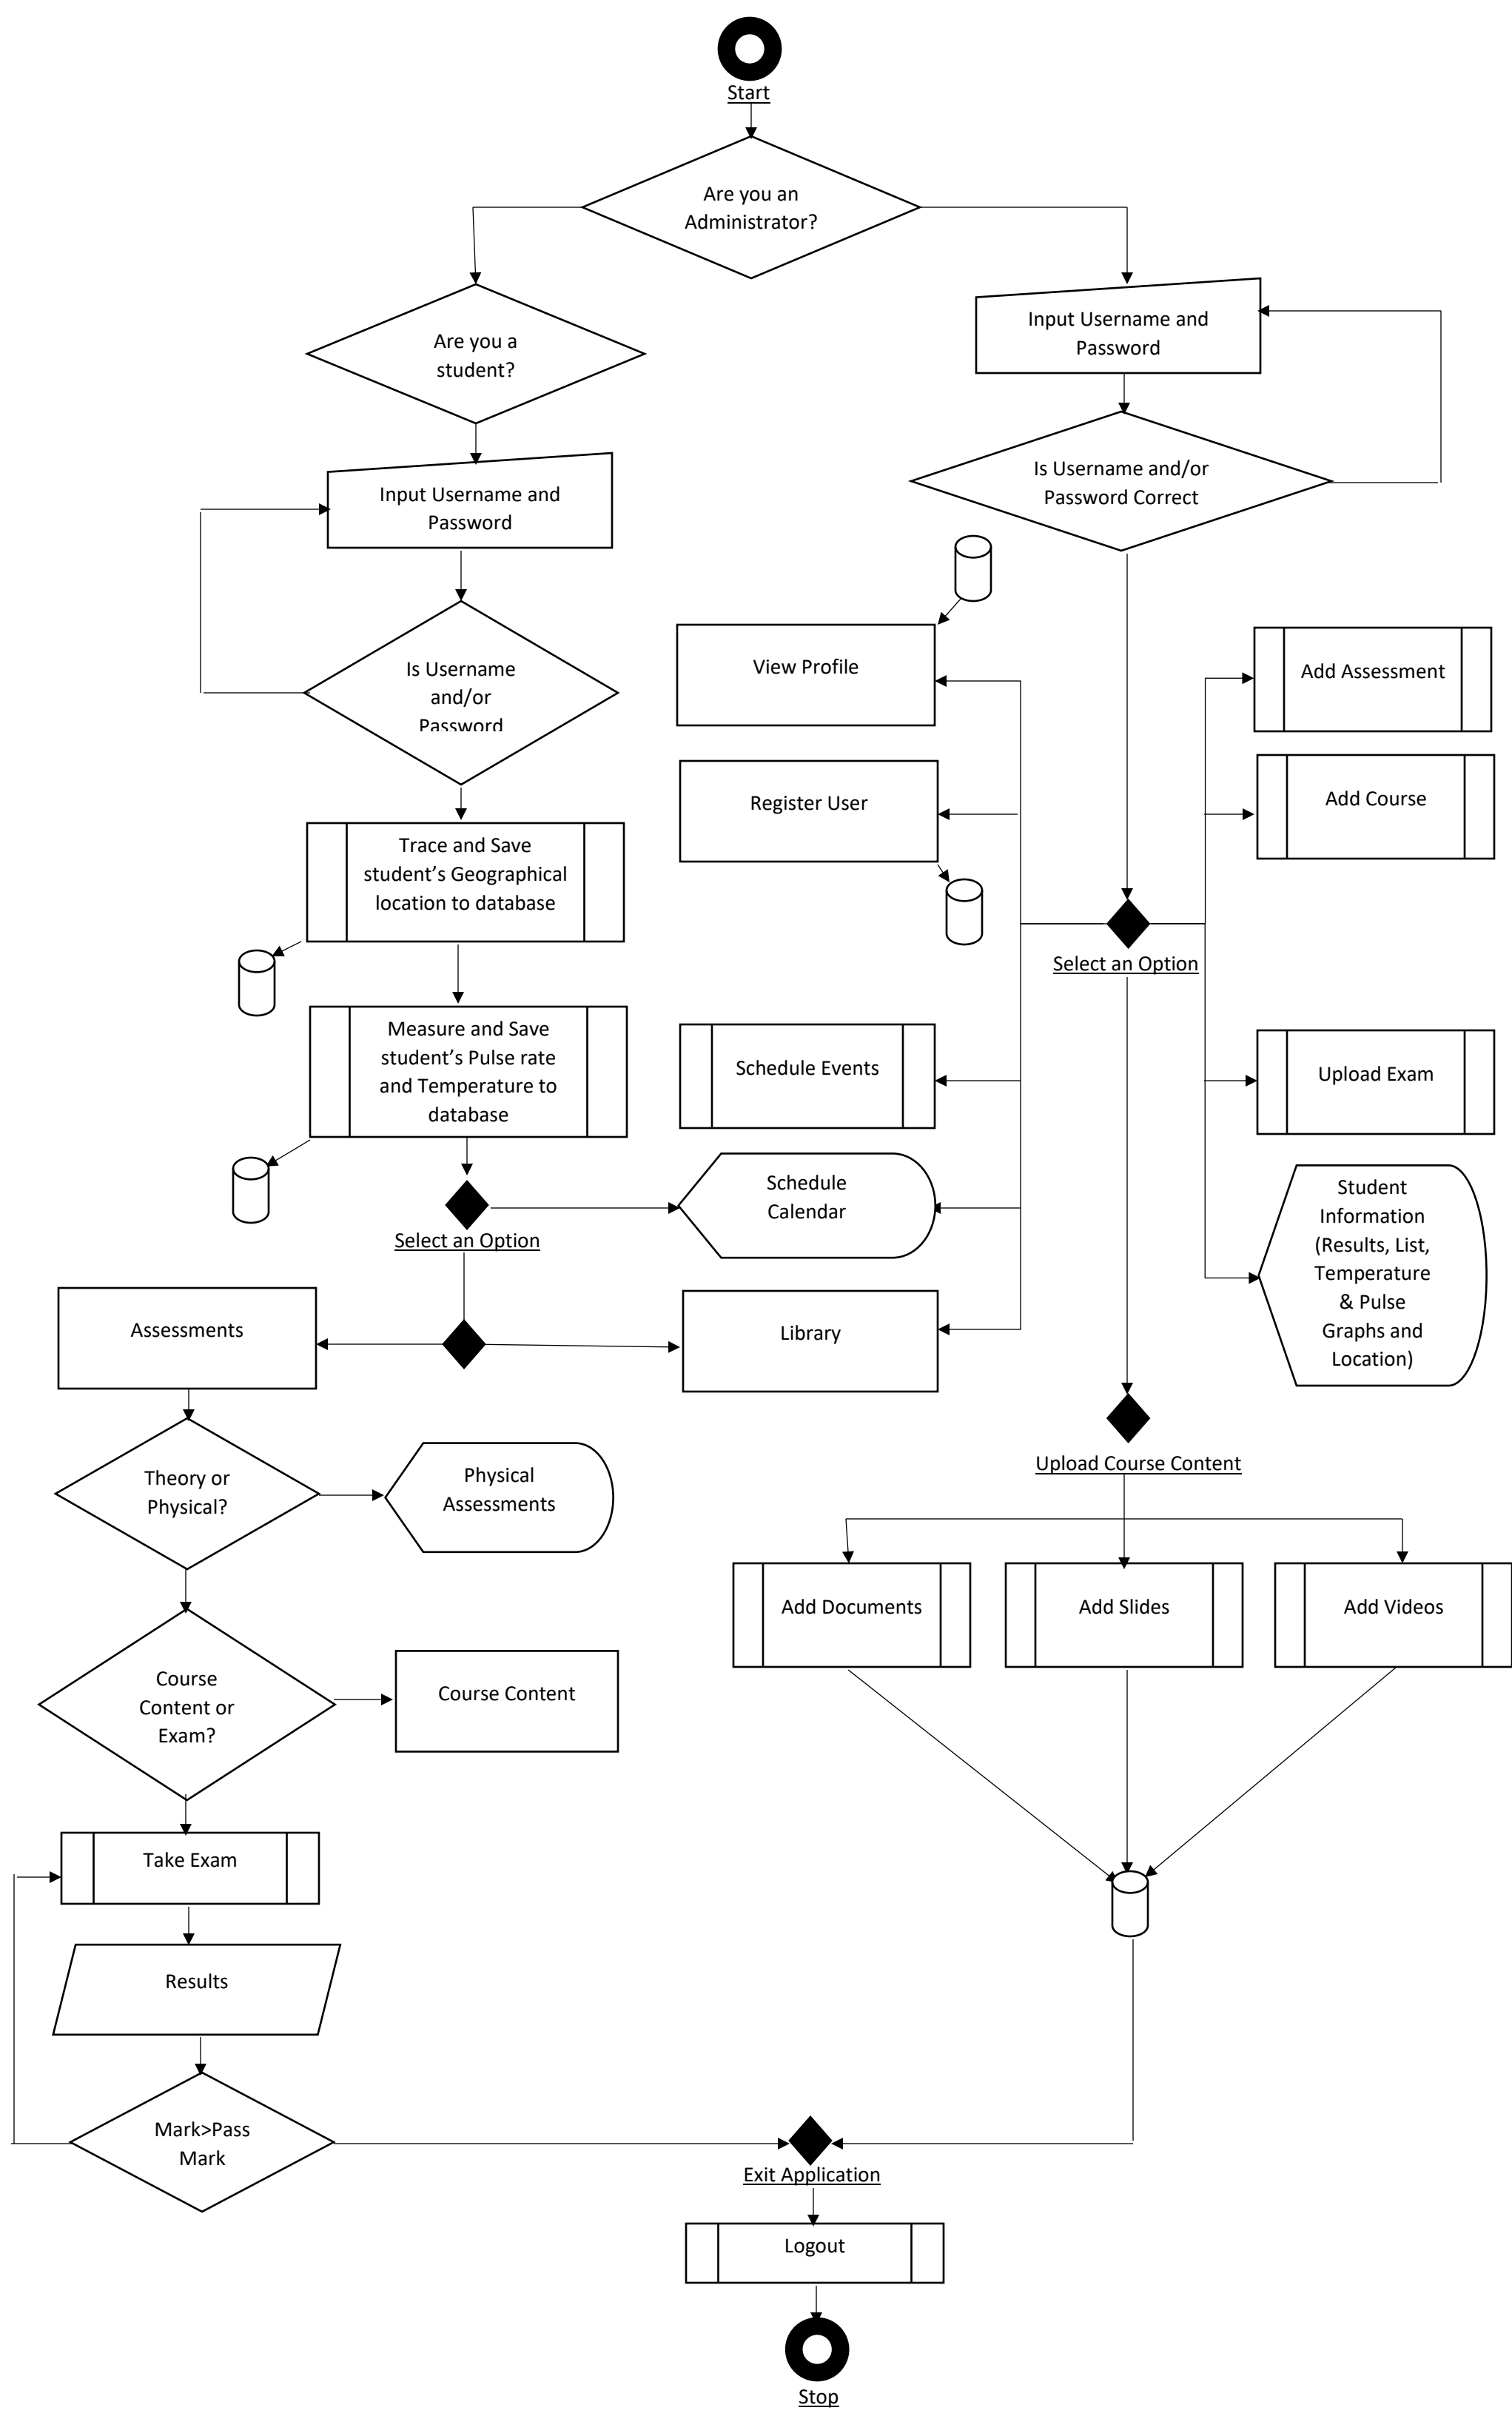 Start
Are you an
Administrator?
Are you a
student?
Input Username and
Password
Is Username and/or
Password Correct
Input Username and
Password
Is Username
and/or
Password
View Profile
Add Assessment
Register User
Add Course
Trace and Save
student’s Geographical
location to database
Select an Option
Measure and Save
student’s Pulse rate
and Temperature to
database
Schedule Events
Upload Exam
Schedule
Calendar
Student
Information
(Results, List,
Temperature
& Pulse
Graphs and
Location)
Select an Option
Assessments
Library
Theory or
Physical?
Physical
Assessments
Upload Course Content
Add Documents
Add Slides
Add Videos
Course
Content or
Exam?
Course Content
Take Exam
Results
Mark>Pass
Mark
Exit Application
Logout
Stop